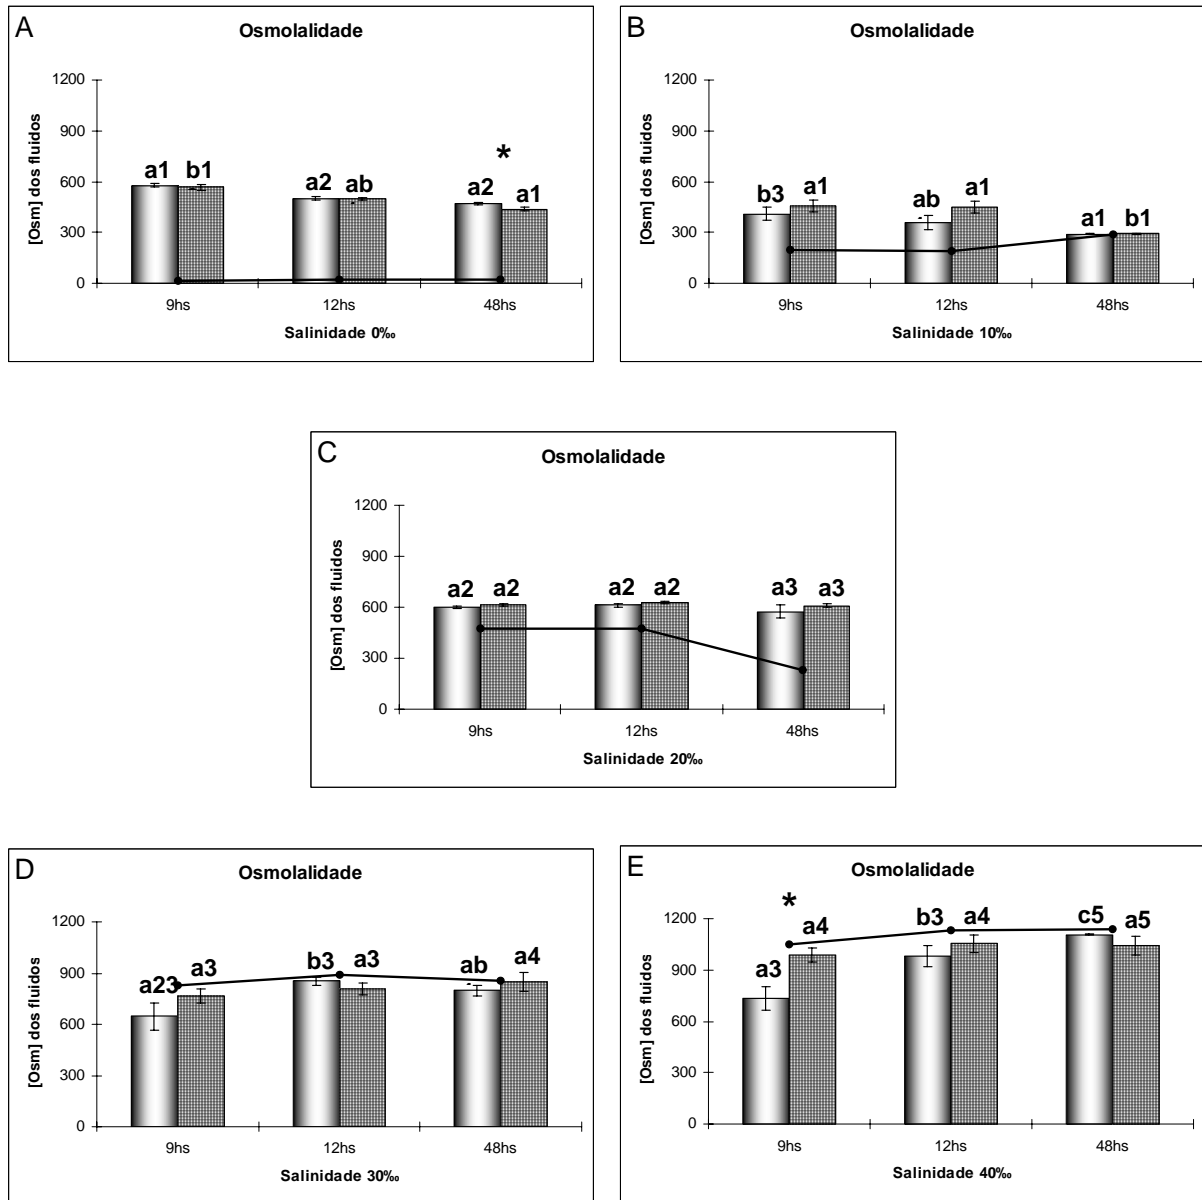 A
Osmolalidade
[Osm] dos fluidos
1200
900
600
300
0
a1 b1 a2 ab a2 * a1
9hs 12hs 48hs
Salinidade 0‰
B
Osmolalidade
[Osm] dos fluidos
1200
900
600
300
0
b3 a1 ab a1 a1 b1
9hs 12hs 48hs
Salinidade 10‰
C
Osmolalidade
[Osm] dos fluidos
1200
900
600
300
0
a2 a2 a2 a2 a3 a3
9hs 12hs 48hs
Salinidade 20‰
D
Osmolalidade
[Osm] dos fluidos
1200
900
600
300
0
a23 a3 b3 a3 ab a4
9hs 12hs 48hs
Salinidade 30‰
E
Osmolalidade
[Osm] dos fluidos
1200
900
600
300
0
a3 * a4 b3 a4 c5 a5
9hs 12hs 48hs
Salinidade 40‰